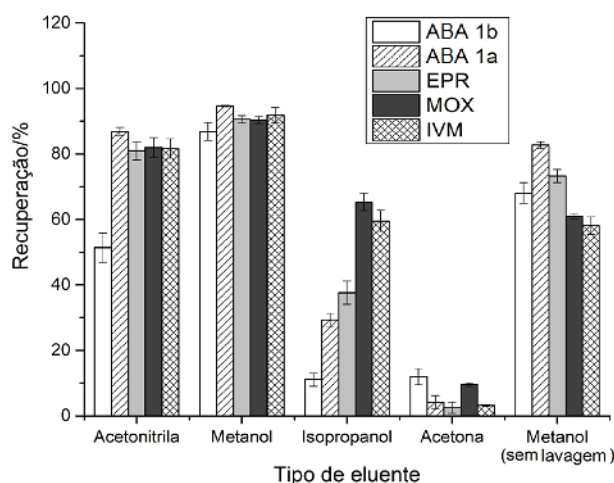 ABA 1b
ABA 1a
EPR
MOX
IVM
Recuperação/%
120
100
80
60
40
20
0
Acetonitrila
Metanol
Isopropanol
Acetona
Metanol
(sem lavagem)
Tipo de eluente